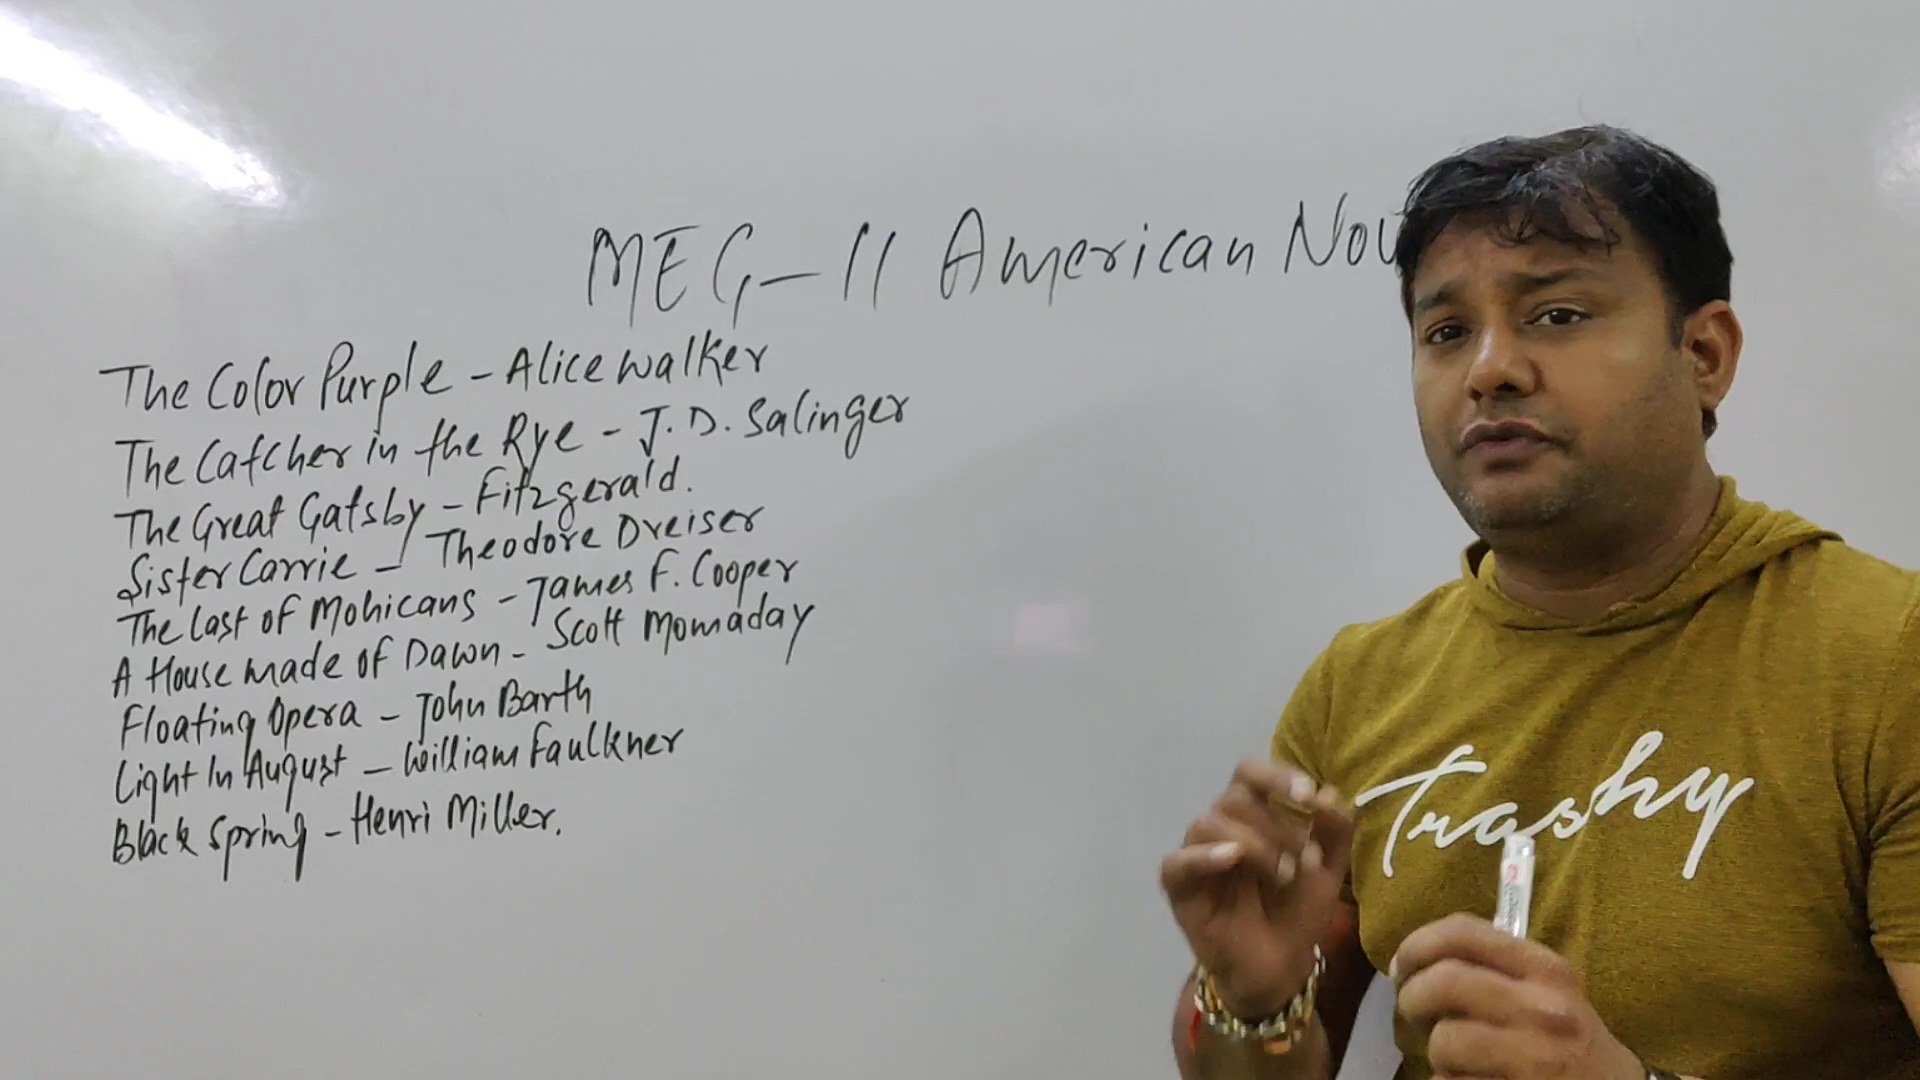 MEG-11 American Nov
The Color Purple - Alice Walker
The Catcher in the Rye - J. D. Salinger
The Great Gatsby - Fitzgerald.
Sister Carrie - Theodore Dreiser
The Last of Mohicans - James F. Cooper
A House made of Dawn - Scott Momaday
Floating Opera - John Barth
Light In August - William Faulkner
Black Spring - Henri Miller.
Trashy